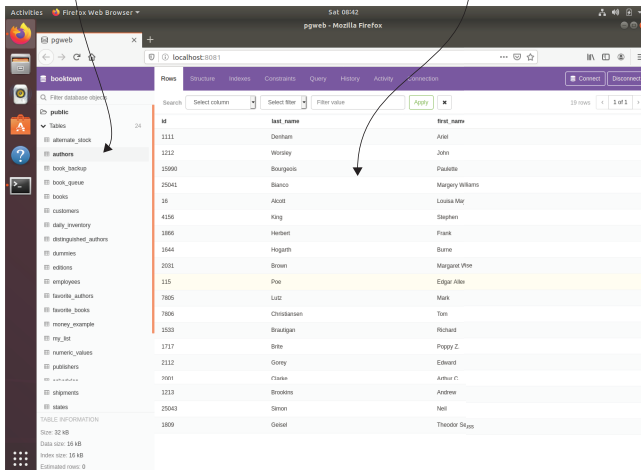 Activities Firefox Web Browser Sat 08:42
pgweb - Mozilla Firefox
pgweb
localhost:8081
booktown
Rows Structure Indexes Constraints Query History Activity Connection Connect Disconnect
Filter database objects
Search Select column Select filter Filter value Apply 19 rows 1 of 1
public
Tables 24
id last_name first_name
alternate_stock
1111 Denham Ariel
authors
1212 Worsley John
book_backup
15990 Bourgeois Paulette
book_queue
25041 Bianco Margery Williams
books
16 Alcott Louisa May
customers
4156 King Stephen
daily_inventory
1866 Herbert Frank
distinguished_authors
dummies
1644 Hogarth Burne
editions
2031 Brown Margaret Wise
employees
115 Poe Edgar Allen
favorite_authors
7805 Lutz Mark
favorite_books
7806 Christiansen Tom
money_example
1533 Brautigan Richard
my_list
numeric_values
1717 Brite Poppy Z.
publishers
2112 Gorey Edward
2001 Clarke Arthur C.
shipments
1213 Brookins Andrew
states
25043 Simon Neil
TABLE INFORMATION
1809 Geisel Theodor Seuss
Size: 32 kB
Data size: 16 kB
Index size: 16 kB
Estimated rows: 0